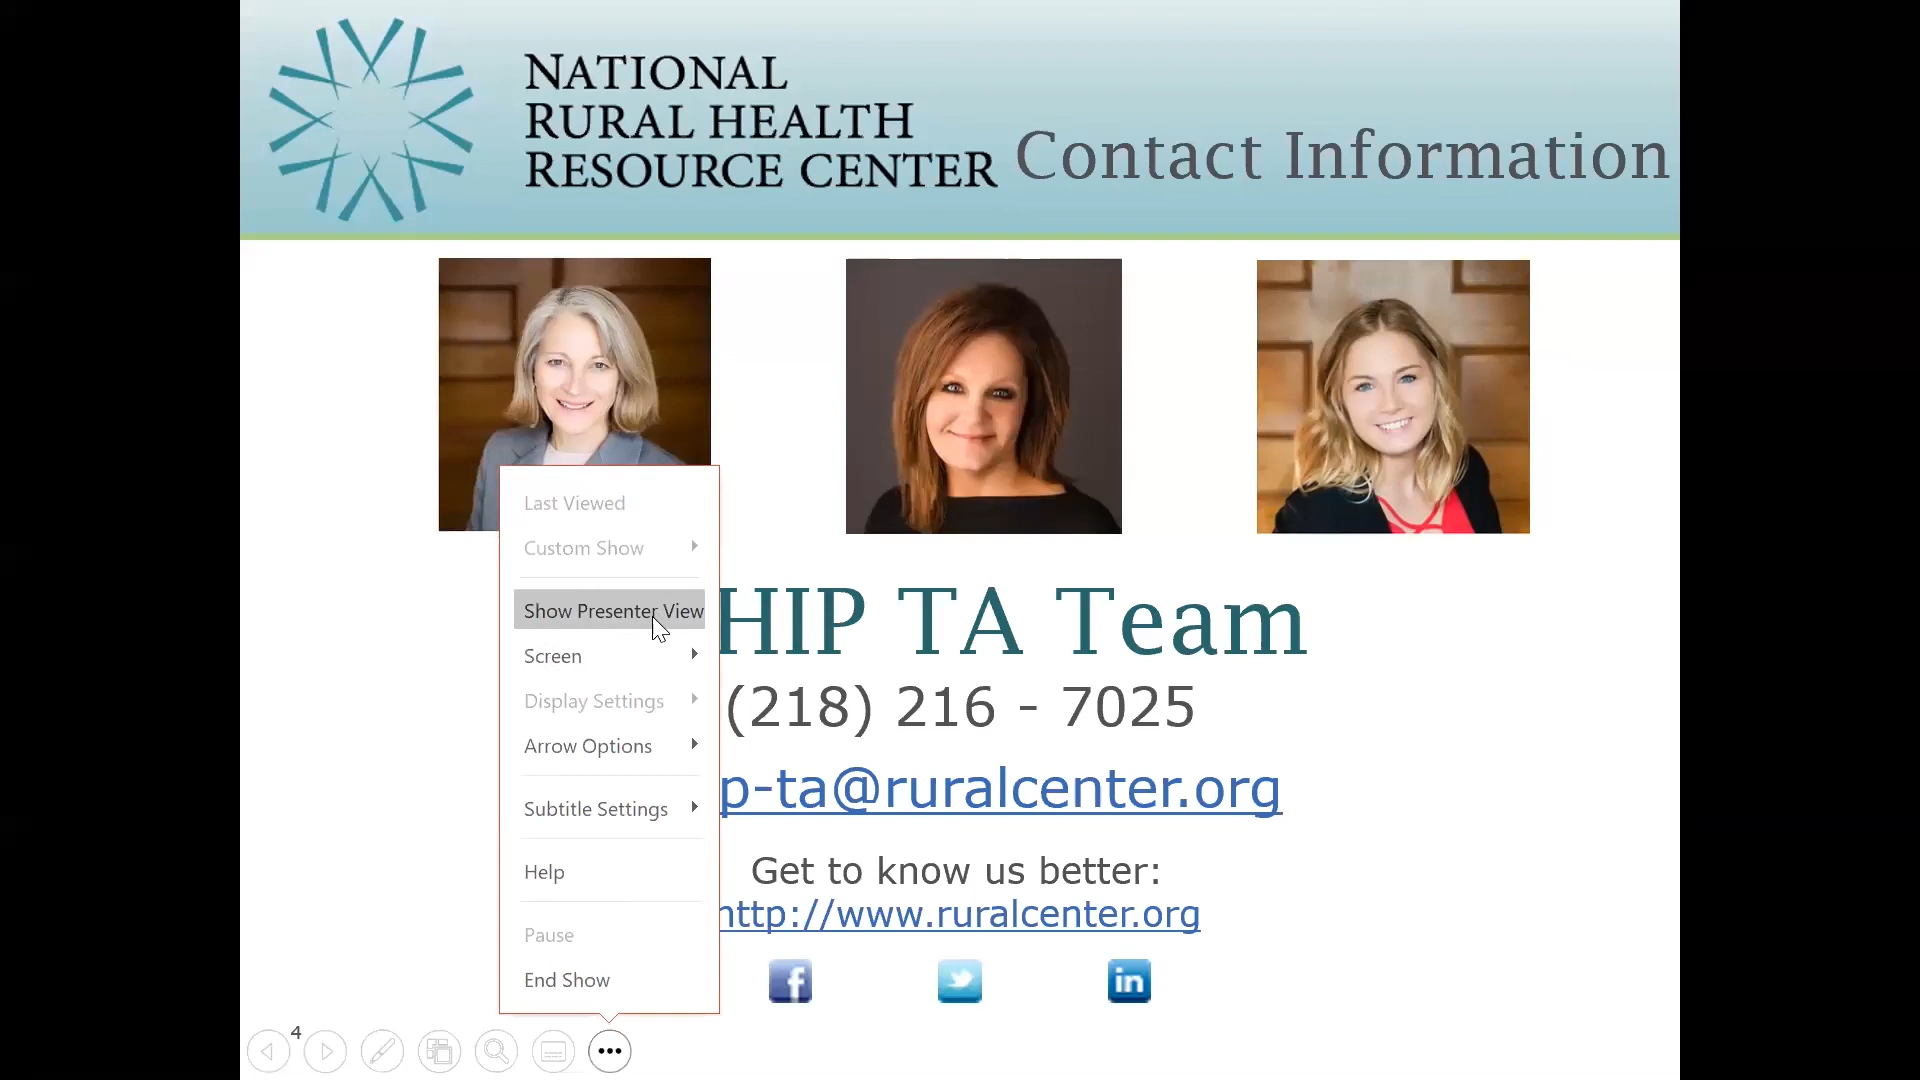 NATIONAL
RURAL HEALTH
RESOURCE CENTER
Contact Information
Last Viewed
Custom Show
Show Presenter View
Screen
Display Settings
Arrow Options
Subtitle Settings
Help
Pause
End Show
HIP TA Team
(218) 216 - 7025
p-ta@ruralcenter.org
Get to know us better:
http://www.ruralcenter.org
f
in
4